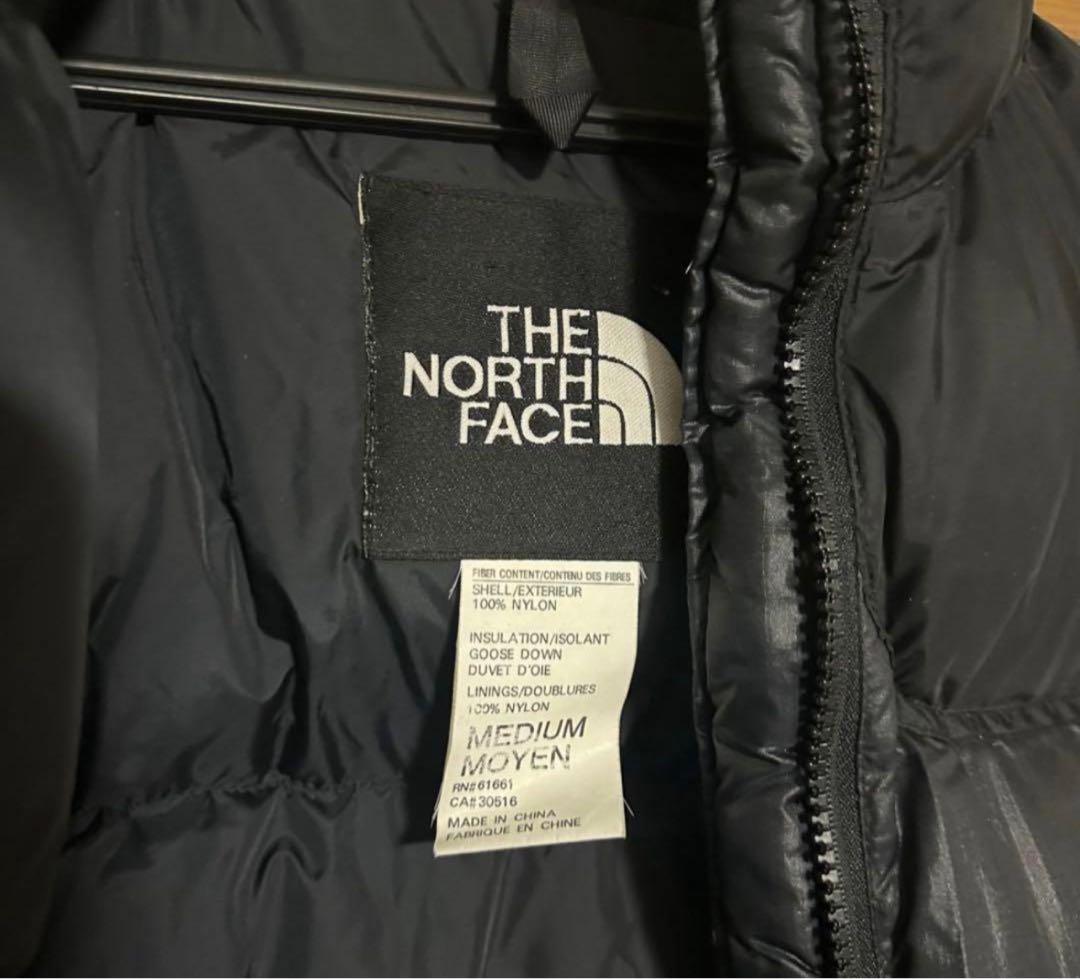 THE
NORTH
FACE
FIBER CONTENT/CONTENU DES FIBRES
SHELL/EXTERIEUR
100% NYLON
INSULATION/ISOLANT
GOOSE DOWN
DUVET D'OIE
LININGS/DOUBLURES
100% NYLON
MEDIUM
MOYEN
RN#61661
CA#30516
MADE IN CHINA
FABRIQUE EN CHINE